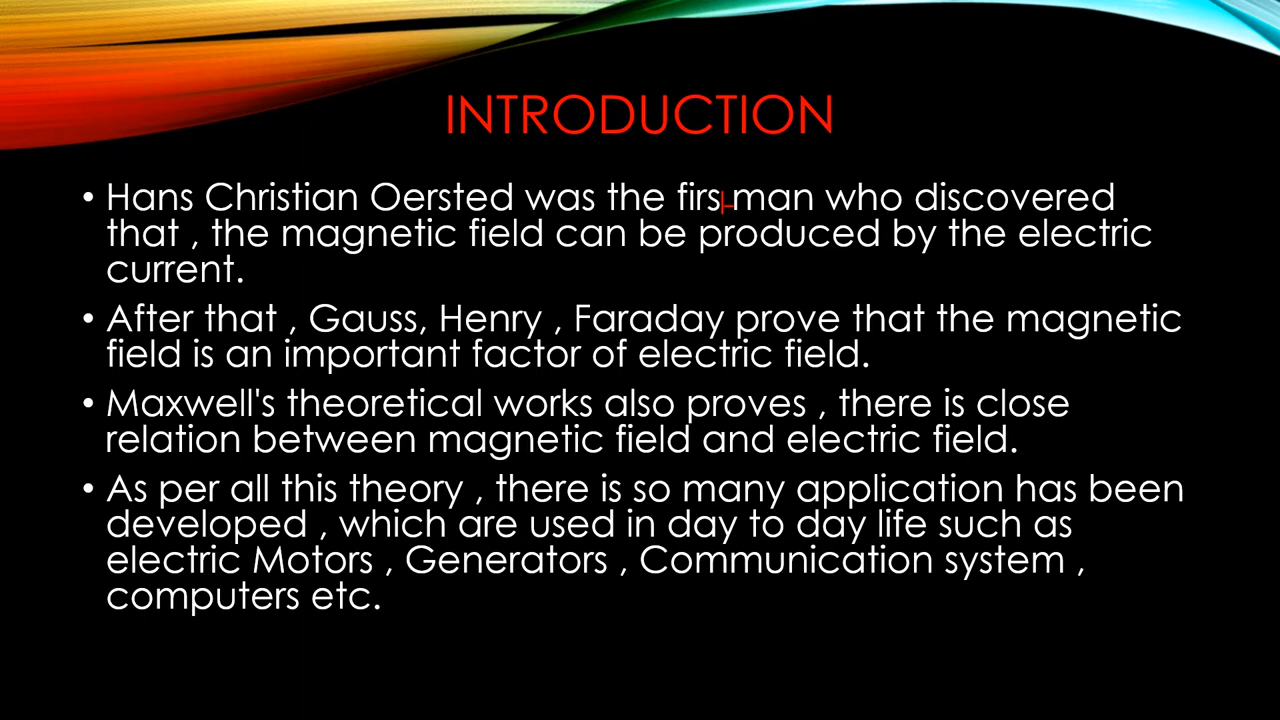 INTRODUCTION
• Hans Christian Oersted was the firs man who discovered
that , the magnetic field can be produced by the electric
current.
• After that , Gauss, Henry , Faraday prove that the magnetic
field is an important factor of electric field.
• Maxwell's theoretical works also proves , there is close
relation between magnetic field and electric field.
• As per all this theory , there is so many application has been
developed , which are used in day to day life such as
electric Motors , Generators , Communication system ,
computers etc.